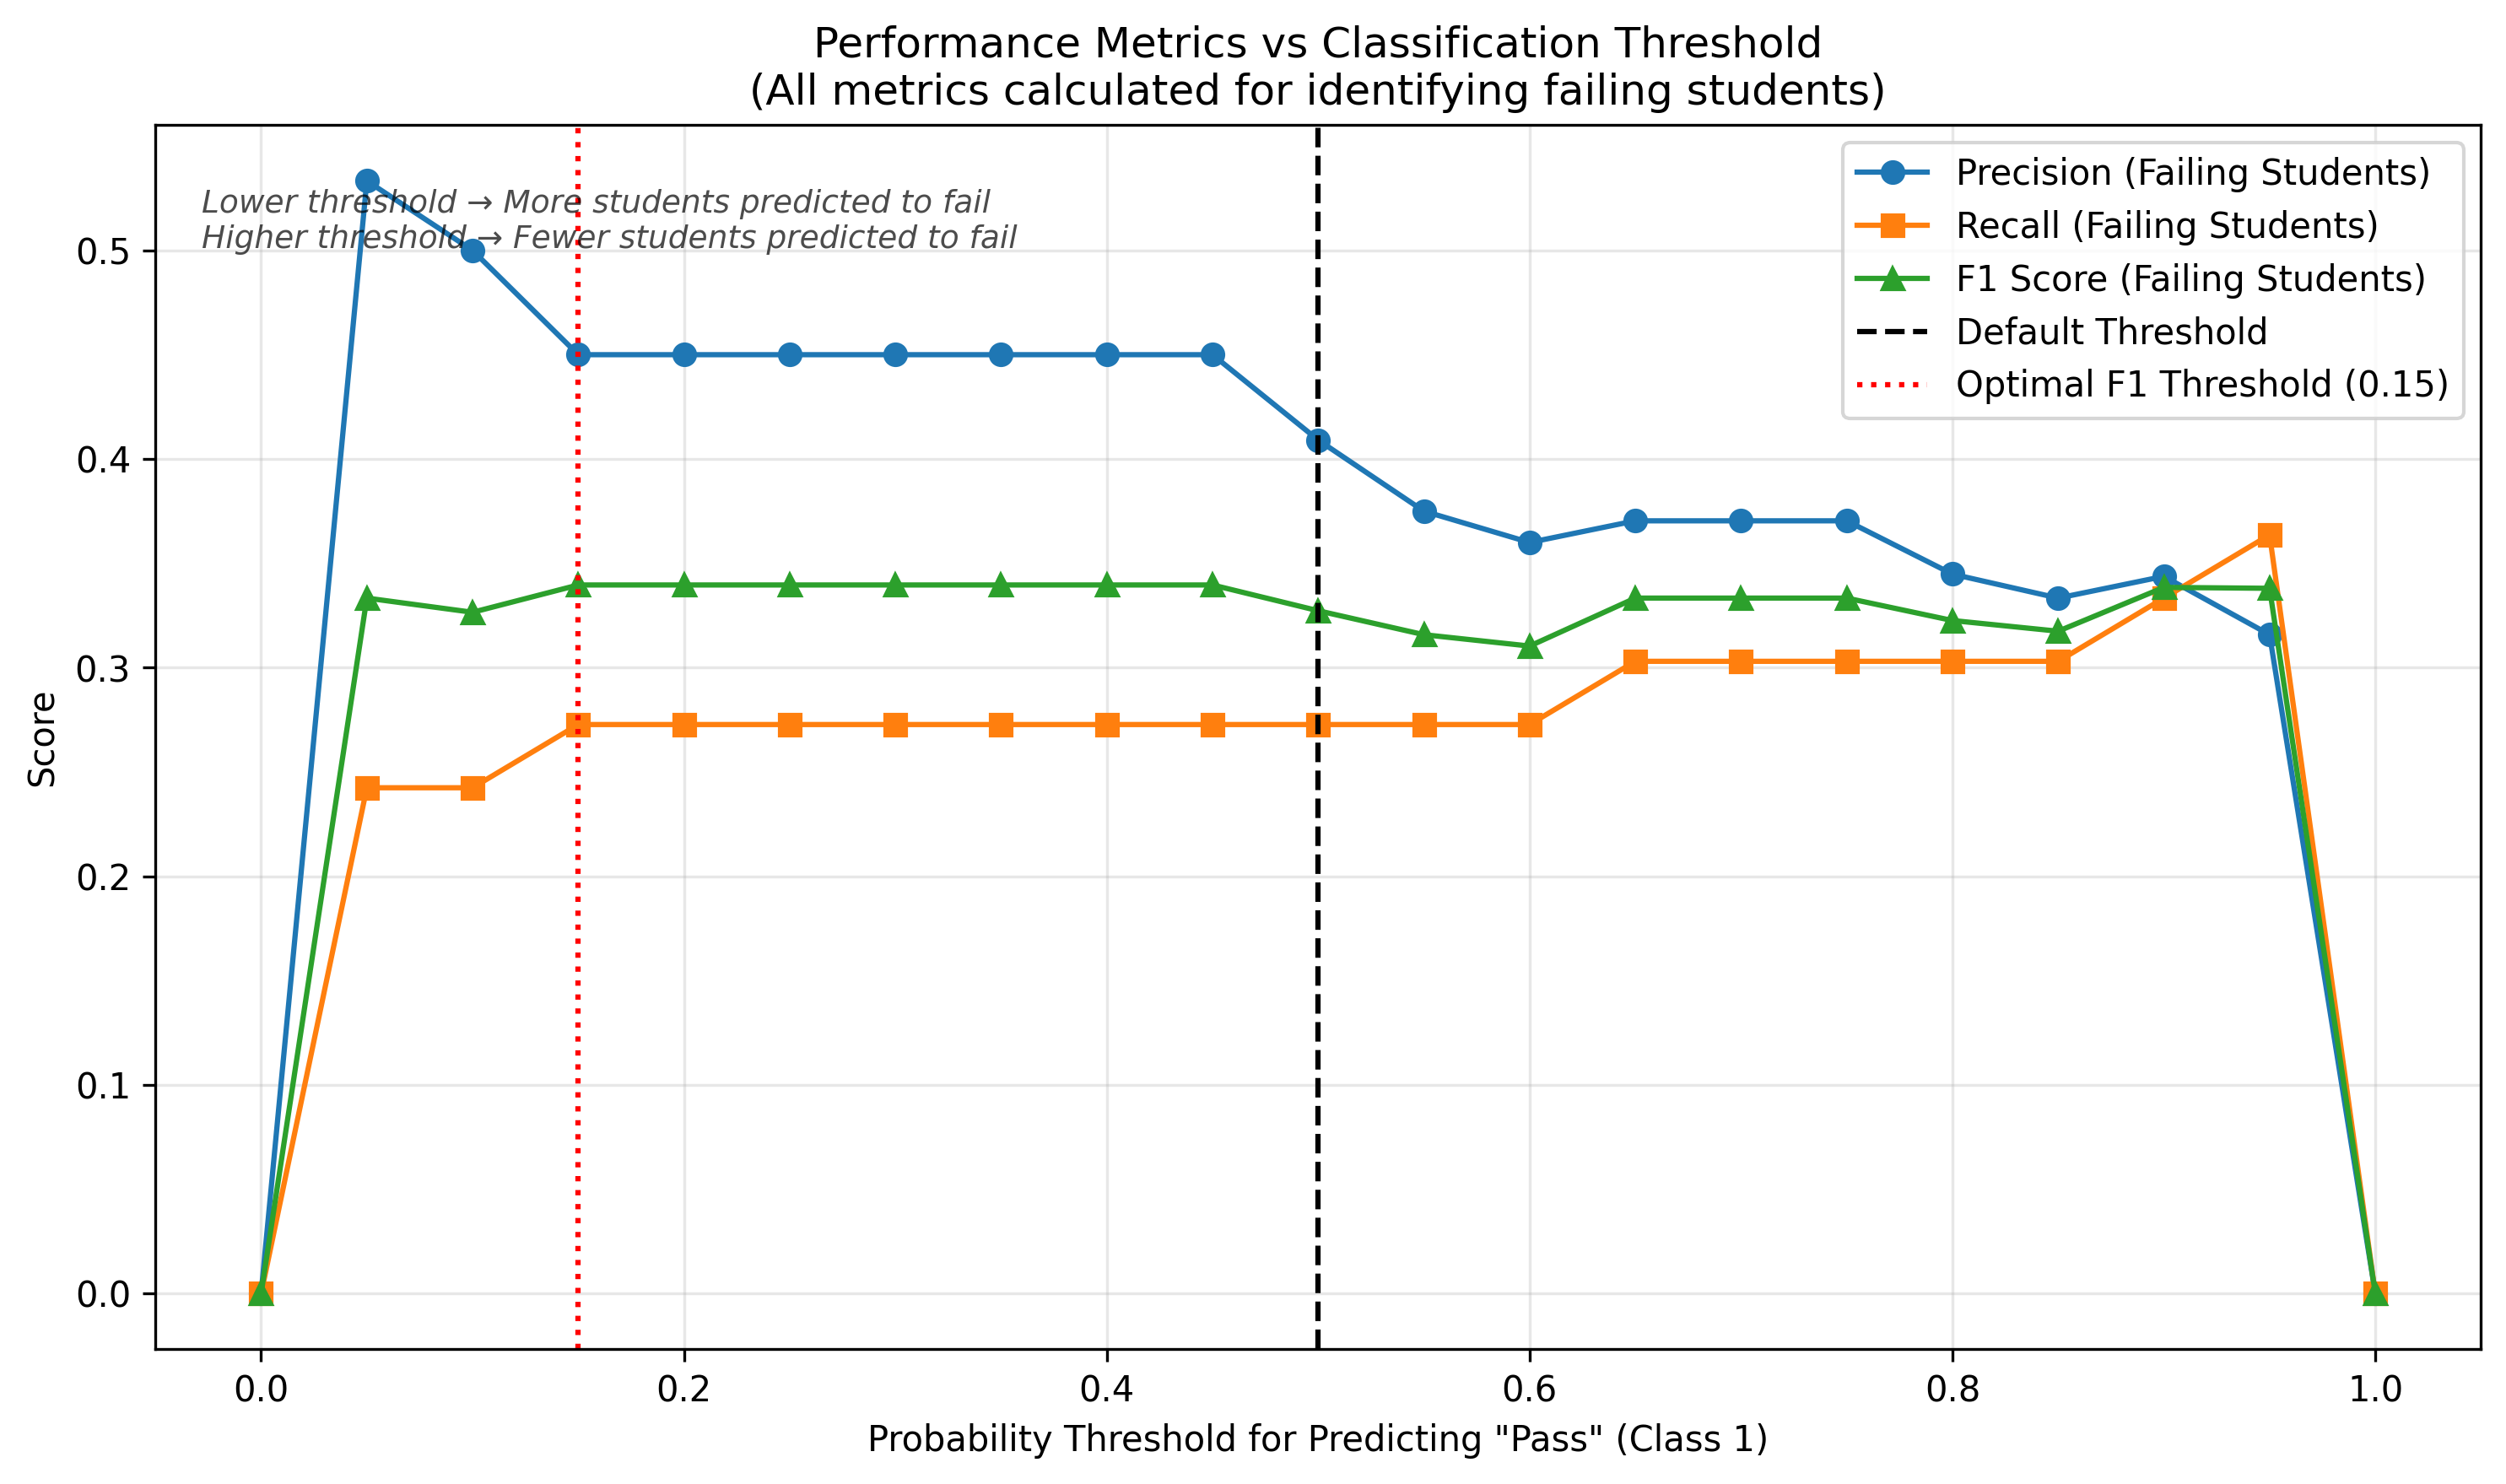 Performance Metrics vs Classification Threshold
(All metrics calculated for identifying failing students)
Lower threshold → More students predicted to fail
Higher threshold → Fewer students predicted to fail
Precision (Failing Students)
Recall (Failing Students)
F1 Score (Failing Students)
Default Threshold
Optimal F1 Threshold (0.15)
Score
0.5
0.4
0.3
0.2
0.1
0.0
0.0 0.2 0.4 0.6 0.8 1.0
Probability Threshold for Predicting "Pass" (Class 1)